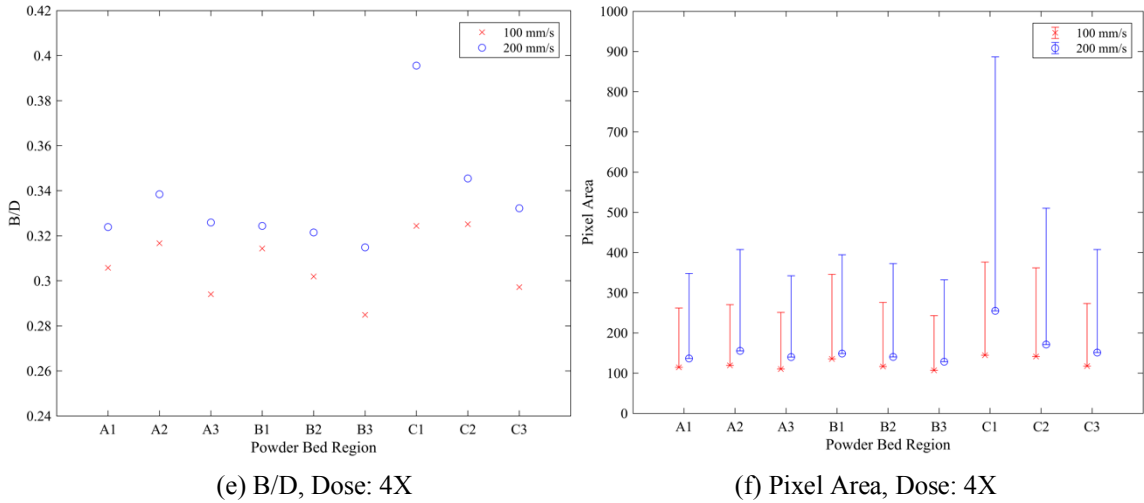 0.42
0.4
0.38
0.36
0.34
0.32
0.3
0.28
0.26
0.24
B/D
100 mm/s
200 mm/s
A1 A2 A3 B1 B2 B3 C1 C2 C3
Powder Bed Region
(e) B/D, Dose: 4X
1000
900
800
700
600
500
400
300
200
100
0
Pixel Area
100 mm/s
200 mm/s
A1 A2 A3 B1 B2 B3 C1 C2 C3
Powder Bed Region
(f) Pixel Area, Dose: 4X